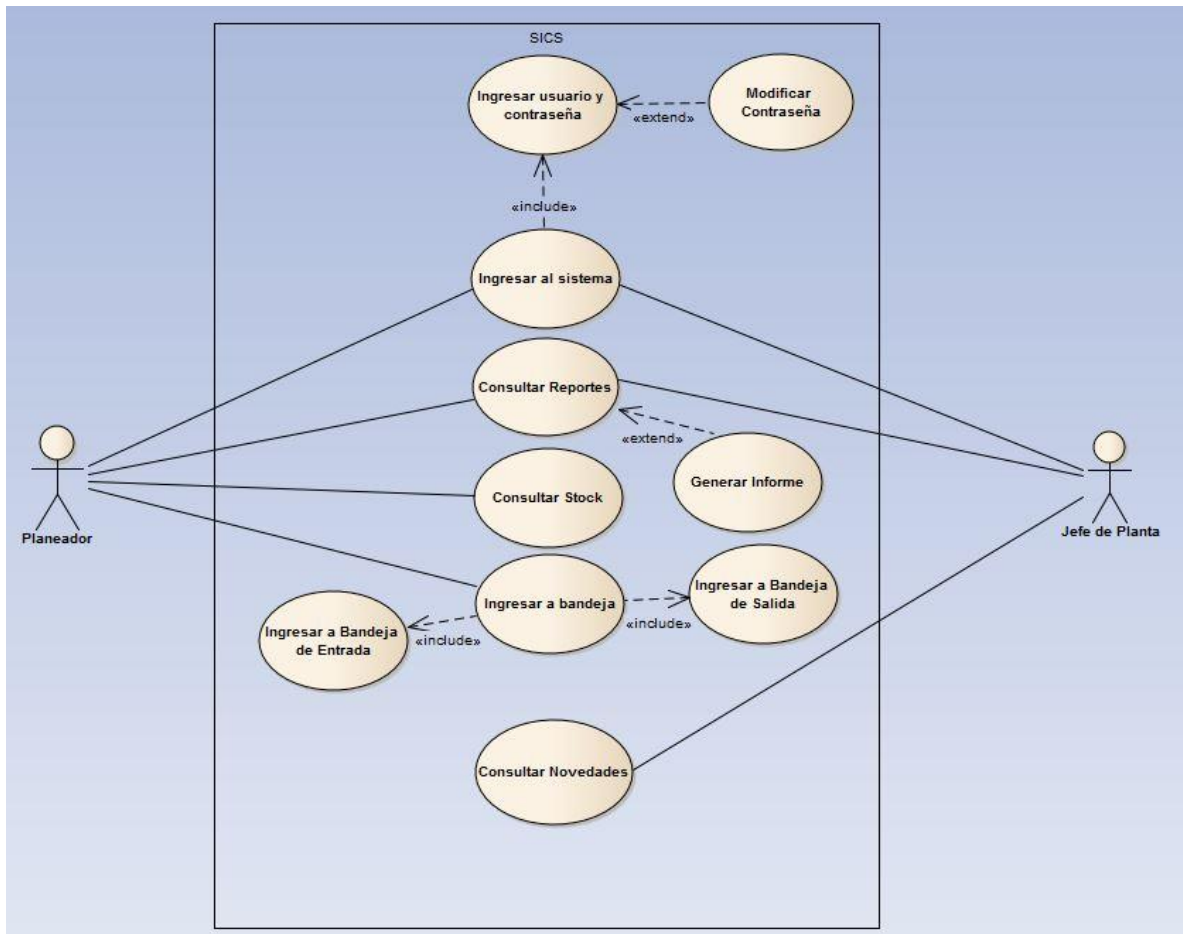 SICS
Ingresar usuario y
contraseña
Modificar
Contraseña
«extend»
«include»
Ingresar al sistema
Consultar Reportes
«extend»
Generar Informe
Consultar Stock
Planeador
Jefe de Planta
Ingresar a bandeja
Ingresar a Bandeja
de Salida
«include»
Ingresar a Bandeja
de Entrada
«include»
Consultar Novedades